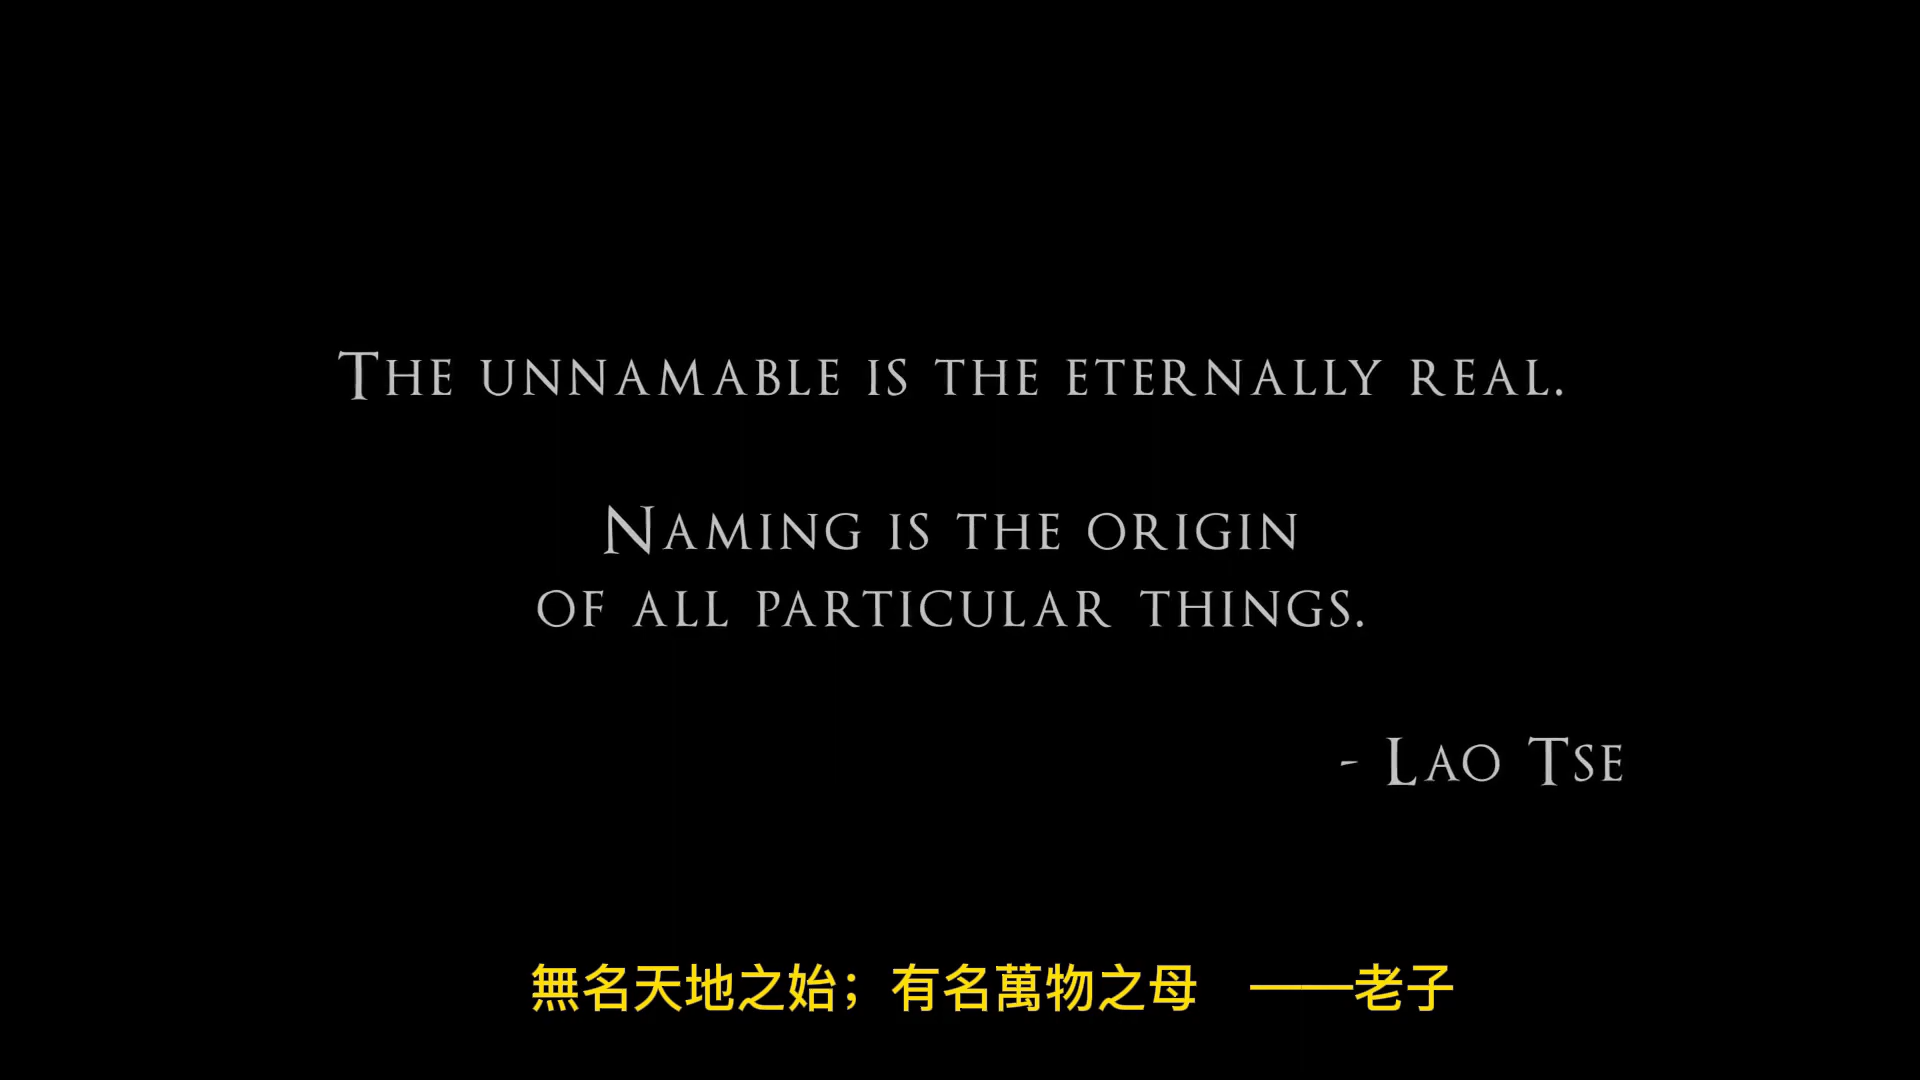 The unnamable is the eternally real.
Naming is the origin
of all particular things.
- Lao Tse
無名天地之始；有名萬物之母　——老子